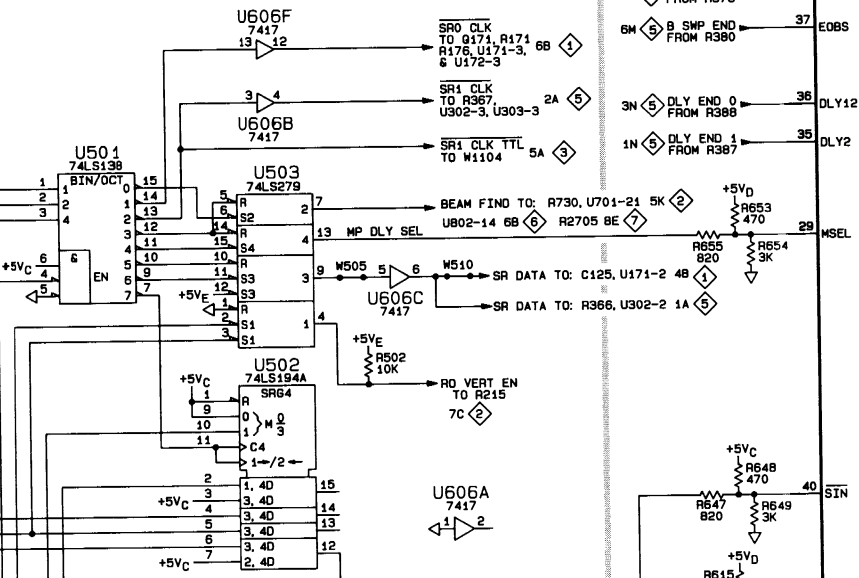 U606F
7417
13 12
SR0 CLK
TO Q171, R171
R176, U171-3, 6B 1
& U172-3
3 4
U606B
7417
SR1 CLK
TO R367, 2A 5
U302-3, U303-3
SR1 CLK TTL
TO W1104 5A 3
6M 5 B SWP END
FROM R380
37 EOBS
3N 5 DLY END 0
FROM R388
36 DLY12
1N 5 DLY END 1
FROM R387
35 DLY2
U501
74LS138
BIN/OCT
1 1
2 2
3 4
0 15
1 14
2 13
3 12
4 11
5 10
6 9
7 7
&
EN
+5VC
6
4
5
U503
74LS279
5 R
6 S2
2 7
14 R
15 S4
4 13
10 R
11 S3
12 S3
3 9
+5VE
1 R
2 S1
3 S1
1 4
BEAM FIND TO: R730, U701-21 5K 2
U802-14 6B 6 R2705 8E 7
MP DLY SEL
+5VD
R653
470
R655
820
R654
3K
29 MSEL
W505 5 6 W510
U606C
7417
SR DATA TO: C125, U171-2 4B 1
SR DATA TO: R366, U302-2 1A 5
+5VE
R502
10K
RO VERT EN
TO R215
7C 2
U502
74LS194A
SRG4
+5VC
1 R
9 0
10 1
M 0
3
11 C4
1→/2←
2 1, 4D 15
+5VC 3 3, 4D
4 3, 4D 14
5 3, 4D 13
6 3, 4D 12
+5VC 7 2, 4D
U606A
7417
1 2
+5VC
R648
470
R647
820
R649
3K
40 SIN
+5VD
R615